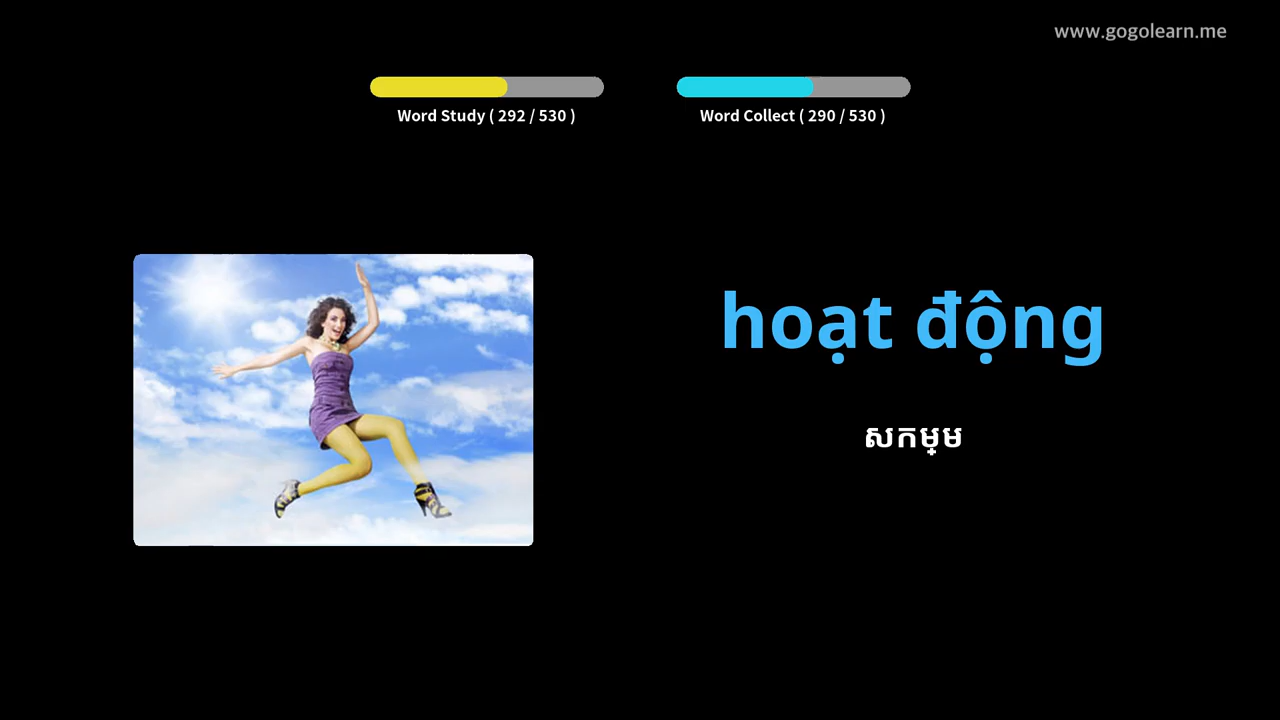 www.gogolearn.me
Word Study ( 292 / 530 )
Word Collect ( 290 / 530 )
hoạt động
សកម្ម